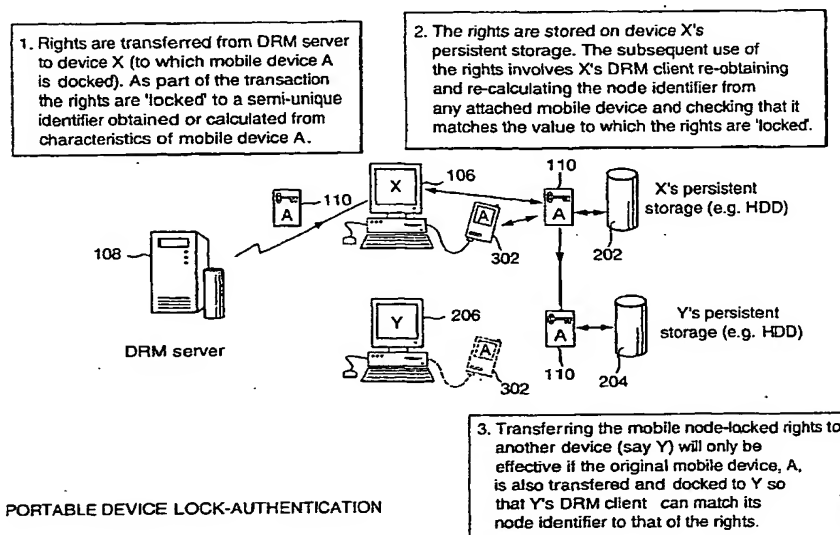 1. Rights are transferred from DRM server
to device X (to which mobile device A
is docked). As part of the transaction
the rights are 'locked' to a semi-unique
identifier obtained or calculated from
characteristics of mobile device A.
2. The rights are stored on device X's
persistent storage. The subsequent use of
the rights involves X's DRM client re-obtaining
and re-calculating the node identifier from
any attached mobile device and checking that it
matches the value to which the rights are 'locked'.
110
A
X
106
110
A
X's persistent
storage (e.g. HDD)
108
A
302
202
DRM server
Y
206
A
302
A
110
Y's persistent
storage (e.g. HDD)
204
3. Transferring the mobile node-locked rights to
another device (say Y) will only be
effective if the original mobile device, A,
is also transfered and docked to Y so
that Y's DRM client can match its
node identifier to that of the rights.
PORTABLE DEVICE LOCK-AUTHENTICATION